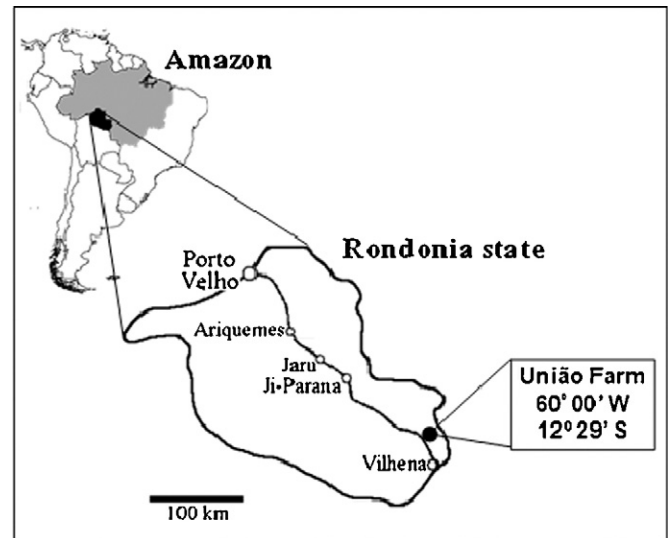 Amazon
Rondonia state
Porto
Velho
Ariquemes
Jaru
Ji-Parana
União Farm
60° 00' W
12° 29' S
Vilhena
100 km